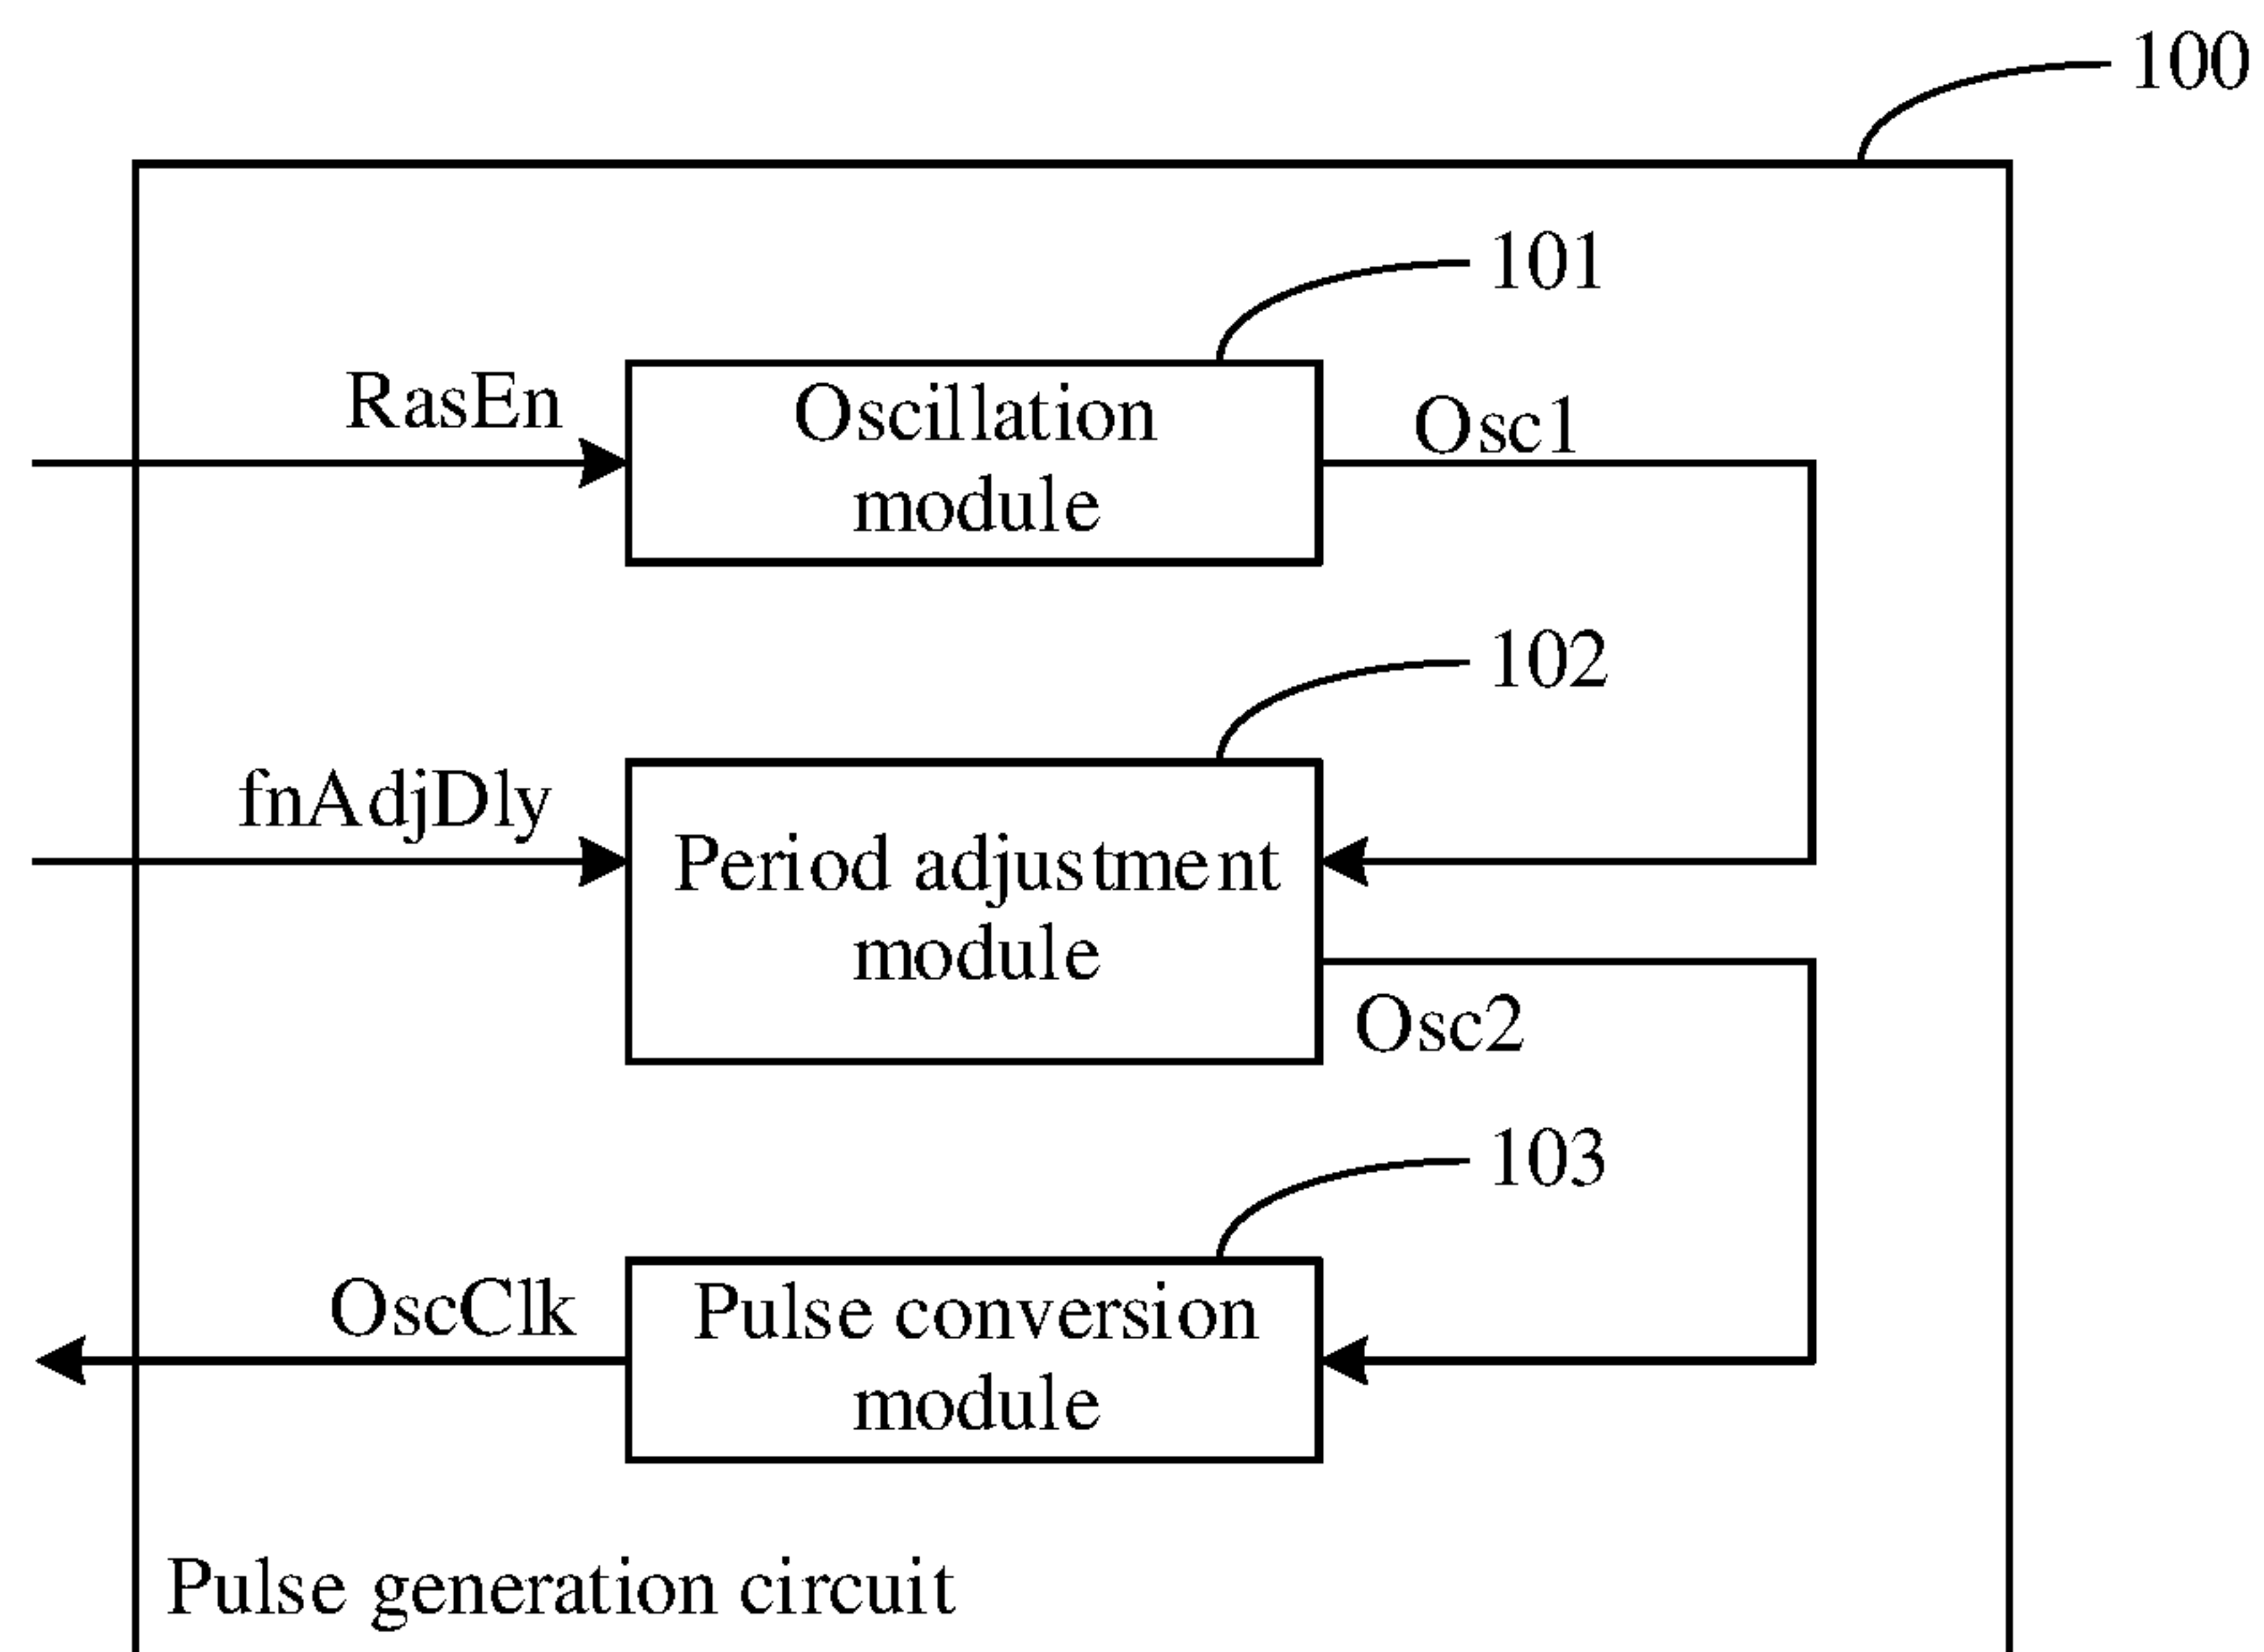 100
101
RasEn
Oscillation
module
Osc1
102
fnAdjDly
Period adjustment
module
Osc2
103
OscClk
Pulse conversion
module
Pulse generation circuit